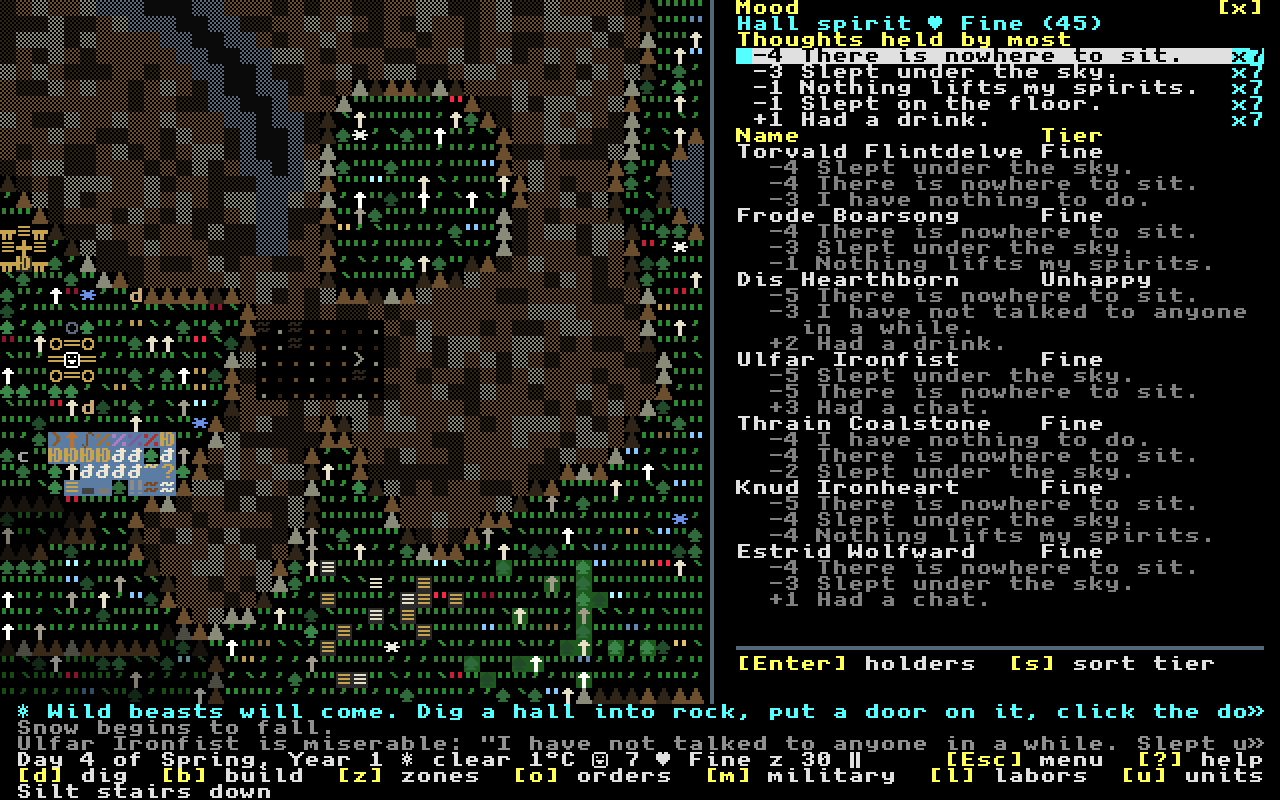 Mood [x]
Hall spirit ♥ Fine (45)
Thoughts held by most
-4 There is nowhere to sit. x7
-3 Slept under the sky. x7
-1 Nothing lifts my spirits. x7
-1 Slept on the floor. x7
+1 Had a drink. x7
Name Tier
Torvald Flintdelve Fine
-4 Slept under the sky.
-4 There is nowhere to sit.
-3 I have nothing to do.
Frode Boarsong Fine
-4 There is nowhere to sit.
-3 Slept under the sky.
-1 Nothing lifts my spirits.
Dis Hearthborn Unhappy
-5 There is nowhere to sit.
-3 I have not talked to anyone
in a while.
+2 Had a drink.
Ulfar Ironfist Fine
-5 Slept under the sky.
-5 There is nowhere to sit.
+3 Had a chat.
Thrain Coalstone Fine
-4 I have nothing to do.
-4 There is nowhere to sit.
-2 Slept under the sky.
Knud Ironheart Fine
-5 There is nowhere to sit.
-4 Slept under the sky.
-4 Nothing lifts my spirits.
Estrid Wolfward Fine
-4 There is nowhere to sit.
-3 Slept under the sky.
+1 Had a chat.
[Enter] holders [s] sort tier
* Wild beasts will come. Dig a hall into rock, put a door on it, click the do»
Snow begins to fall.
Ulfar Ironfist is miserable: "I have not talked to anyone in a while. Slept u»
Day 4 of Spring, Year 1 * clear 1°C 7 ♥ Fine z 30 ‖ [Esc] menu [?] help
[d] dig [b] build [z] zones [o] orders [m] military [l] labors [u] units
Silt stairs down